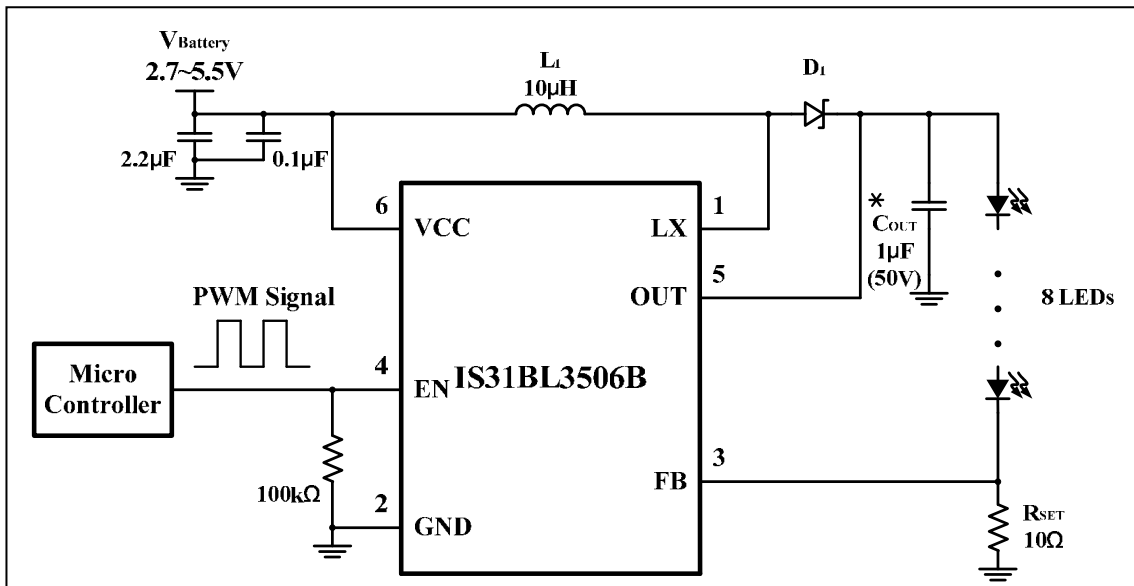 VBattery
2.7~5.5V
L1
10µH
D1
2.2µF
0.1µF
6
VCC
1
LX
*
COUT
1µF
(50V)
5
OUT
8 LEDs
PWM Signal
Micro
Controller
4
EN
IS31BL3506B
3
FB
100kΩ
2
GND
RSET
10Ω